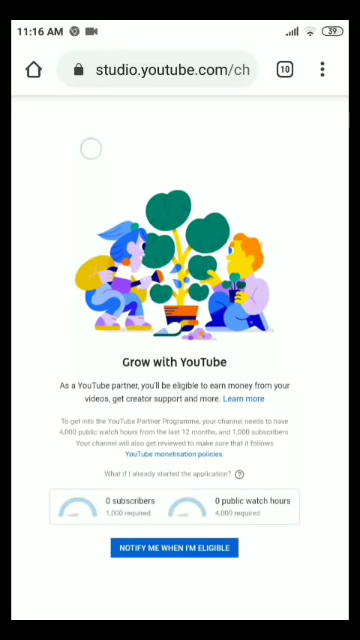 11:16 AM 39
studio.youtube.com/ch 10
Grow with YouTube
As a YouTube partner, you'll be eligible to earn money from your
videos, get creator support and more. Learn more
To get into the YouTube Partner Programme, your channel needs to have
4,000 public watch hours from the last 12 months, and 1,000 subscribers
Your channel will also get reviewed to make sure that it follows
YouTube monetisation policies.
What if I already started the application? ?
0 subscribers 0 public watch hours
1,000 required 4,000 required
NOTIFY ME WHEN I'M ELIGIBLE